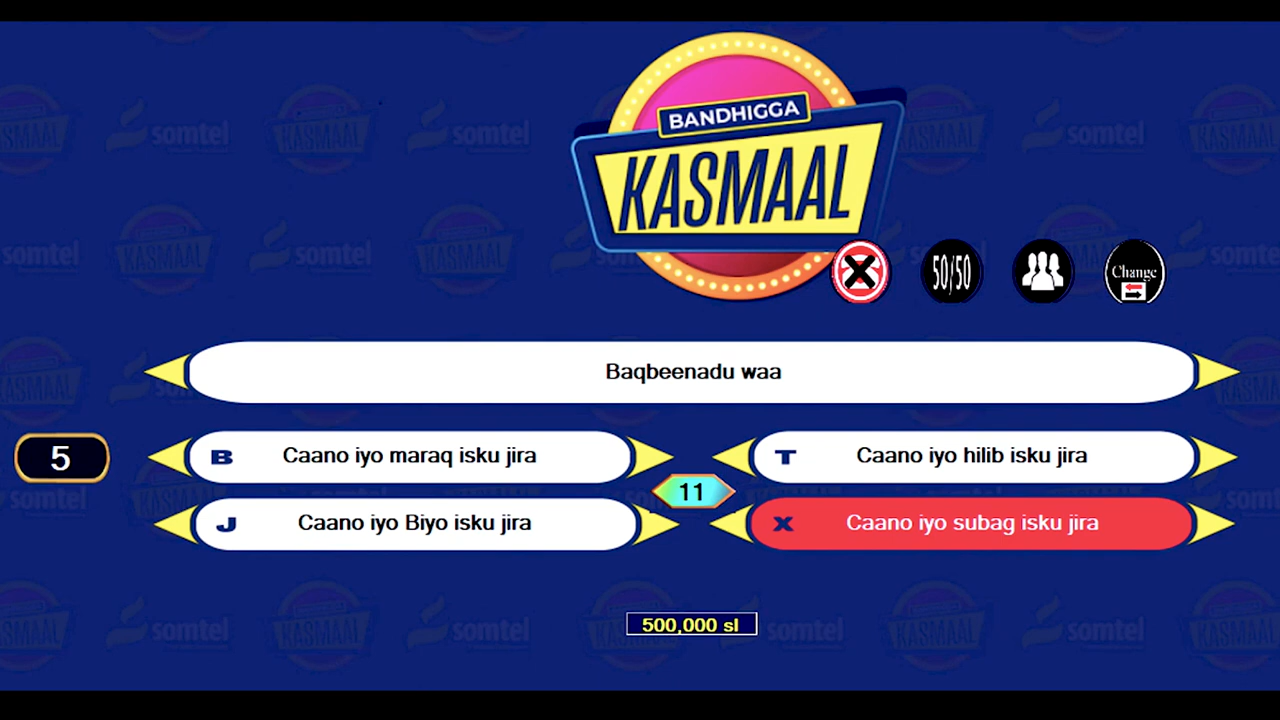 BANDHIGGA
KASMAAL
50/50
Change
Baqbeenadu waa
5
B Caano iyo maraq isku jira
T Caano iyo hilib isku jira
11
J Caano iyo Biyo isku jira
X Caano iyo subag isku jira
500,000 sl
somtel